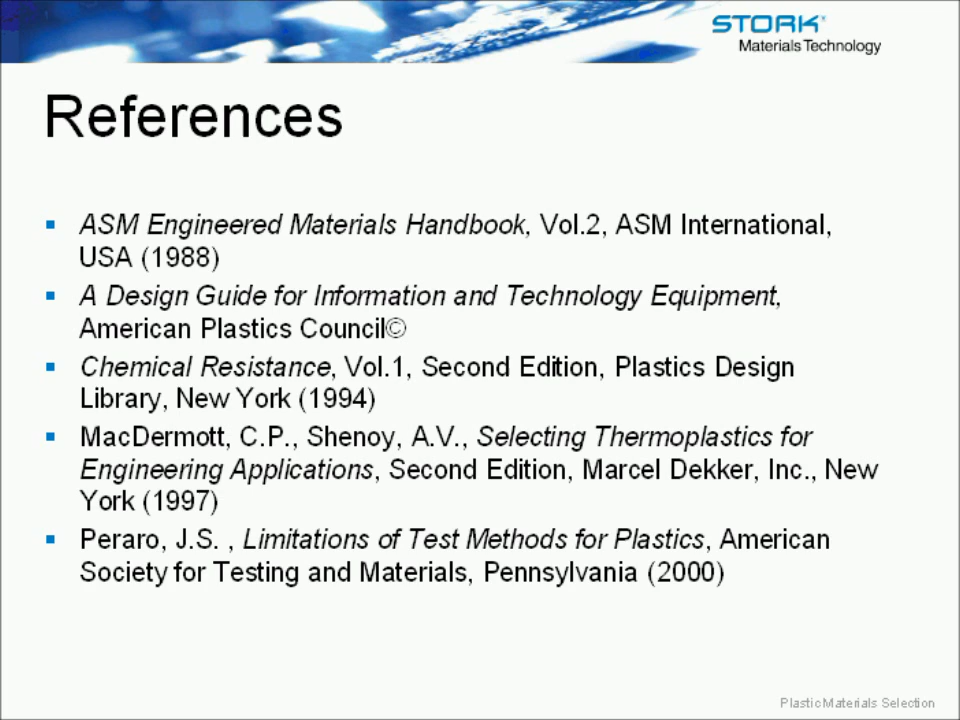 STORK
Materials Technology
References
ASM Engineered Materials Handbook, Vol.2, ASM International,
USA (1988)
A Design Guide for Information and Technology Equipment,
American Plastics Council©
Chemical Resistance, Vol.1, Second Edition, Plastics Design
Library, New York (1994)
MacDermott, C.P., Shenoy, A.V., Selecting Thermoplastics for
Engineering Applications, Second Edition, Marcel Dekker, Inc., New
York (1997)
Peraro, J.S. , Limitations of Test Methods for Plastics, American
Society for Testing and Materials, Pennsylvania (2000)
Plastic Materials Selection